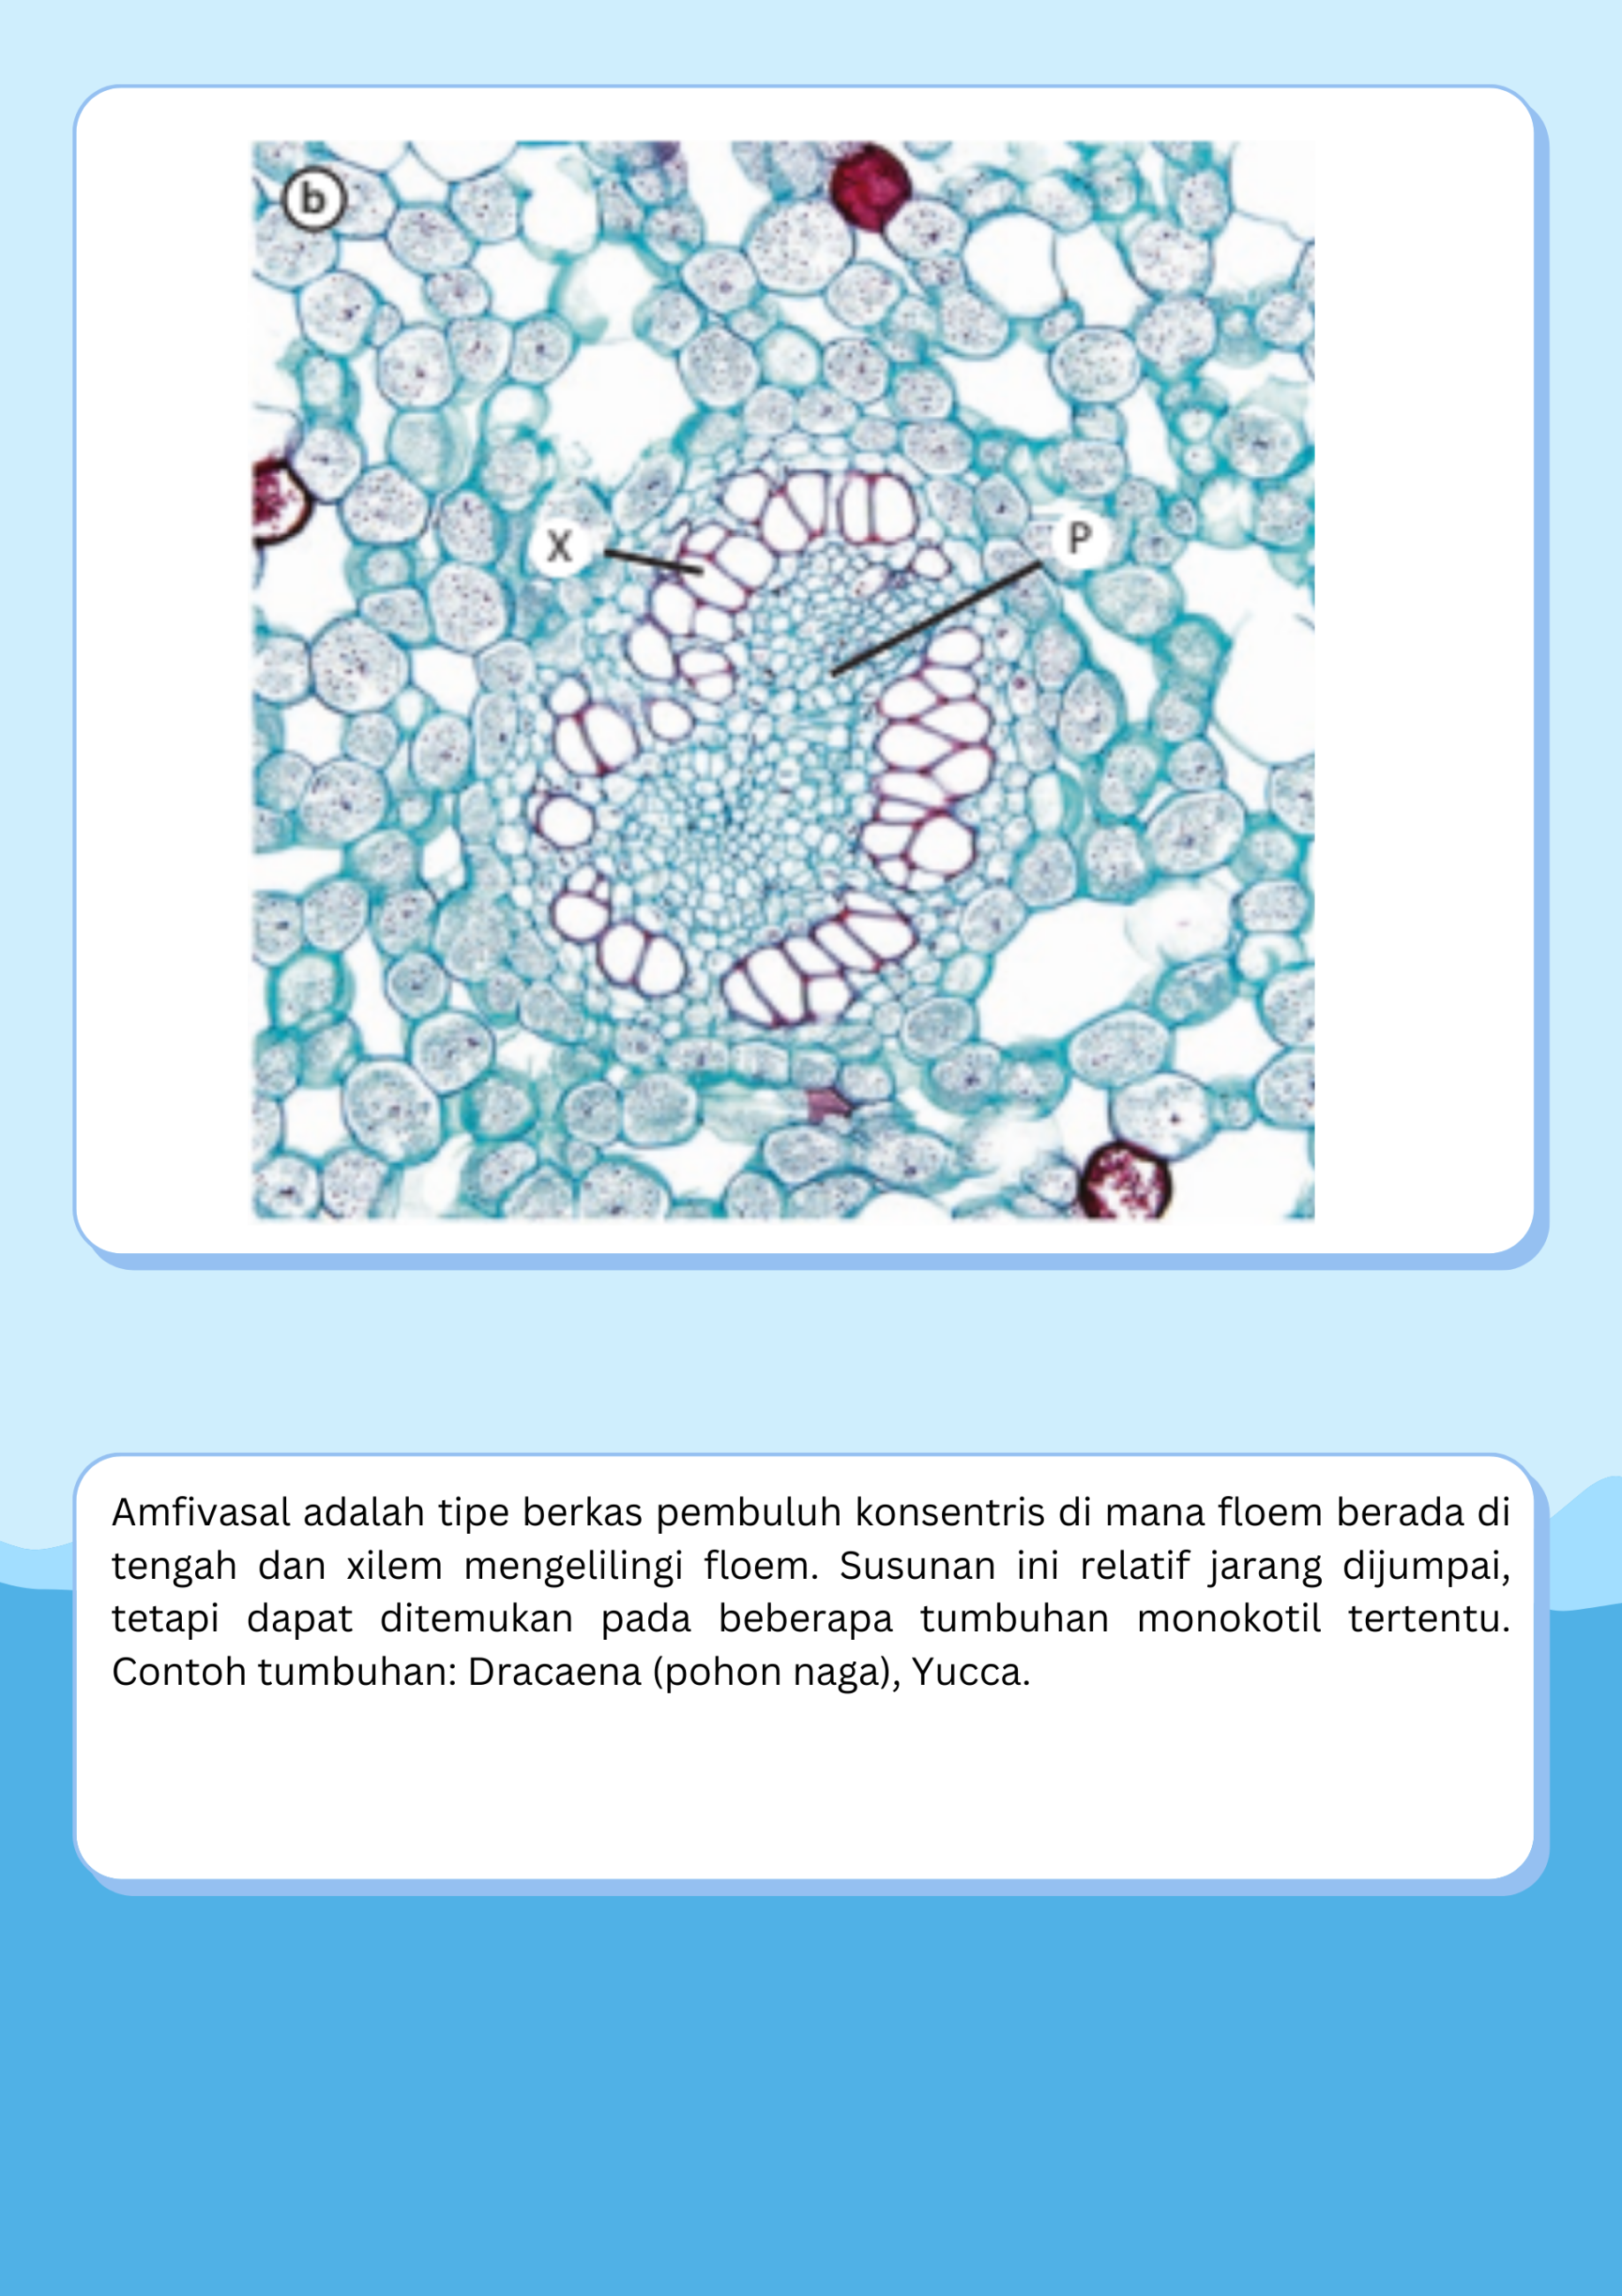 b
X
P
Amfivasal adalah tipe berkas pembuluh konsentris di mana floem berada di
tengah dan xilem mengelilingi floem. Susunan ini relatif jarang dijumpai,
tetapi dapat ditemukan pada beberapa tumbuhan monokotil tertentu.
Contoh tumbuhan: Dracaena (pohon naga), Yucca.